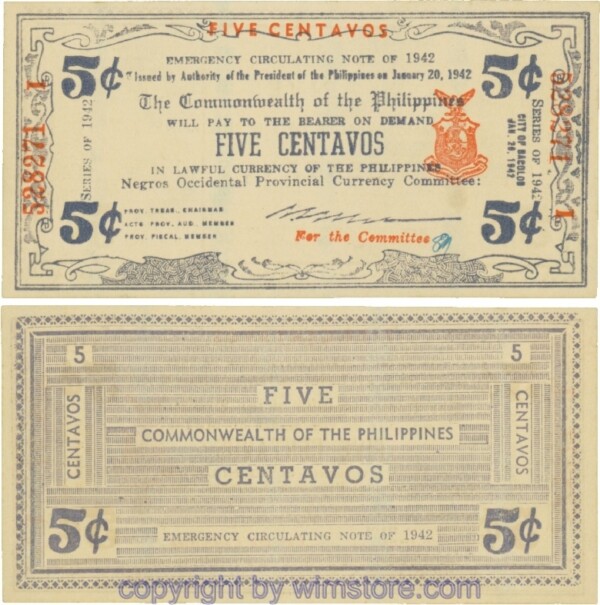 FIVE CENTAVOS
EMERGENCY CIRCULATING NOTE OF 1942
Issued by Authority of the President of the Philippines on January 20, 1942
5¢
5¢
The Commonwealth of the Philippines
WILL PAY TO THE BEARER ON DEMAND
FIVE CENTAVOS
IN LAWFUL CURRENCY OF THE PHILIPPINES
Negros Occidental Provincial Currency Committee:
528271 I
SERIES OF 1942
CITY OF BACOLOD
JAN. 26, 1942
SERIES OF 1942
528271 I
5¢
PROV. TREAS., CHAIRMAN
ACTG PROV. AUD. MEMBER
PROV. FISCAL, MEMBER
For the Committee
5¢
5
5
FIVE
CENTAVOS
COMMONWEALTH OF THE PHILIPPINES
CENTAVOS
CENTAVOS
5¢
EMERGENCY CIRCULATING NOTE OF 1942
5¢
copyright by wimstore.com